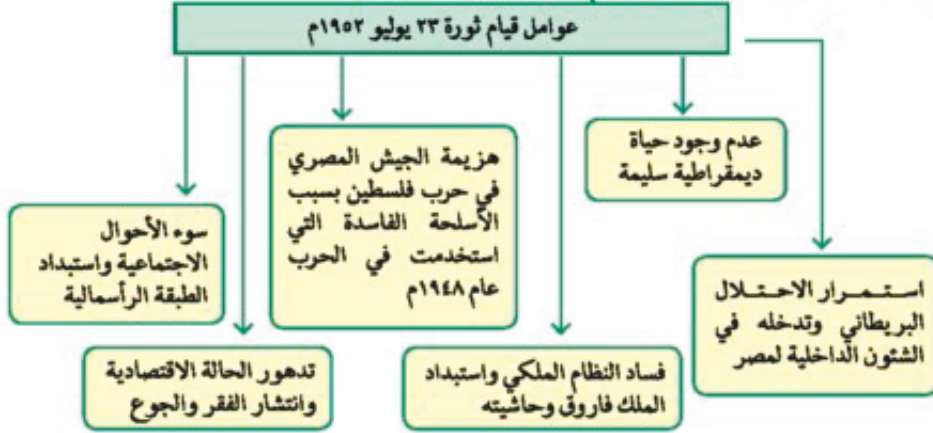 عوامل قيام ثورة ٢٣ يوليو ١٩٥٢م
استمرار الاحتلال
البريطاني وتدخله في
الشئون الداخلية لمصر
عدم وجود حياة
ديمقراطية سليمة
فساد النظام الملكي واستبداد
الملك فاروق وحاشيته
هزيمة الجيش المصري
في حرب فلسطين بسبب
الأسلحة الفاسدة التي
استخدمت في الحرب
عام ١٩٤٨م
تدهور الحالة الاقتصادية
وانتشار الفقر والجوع
سوء الأحوال
الاجتماعية واستبداد
الطبقة الرأسمالية